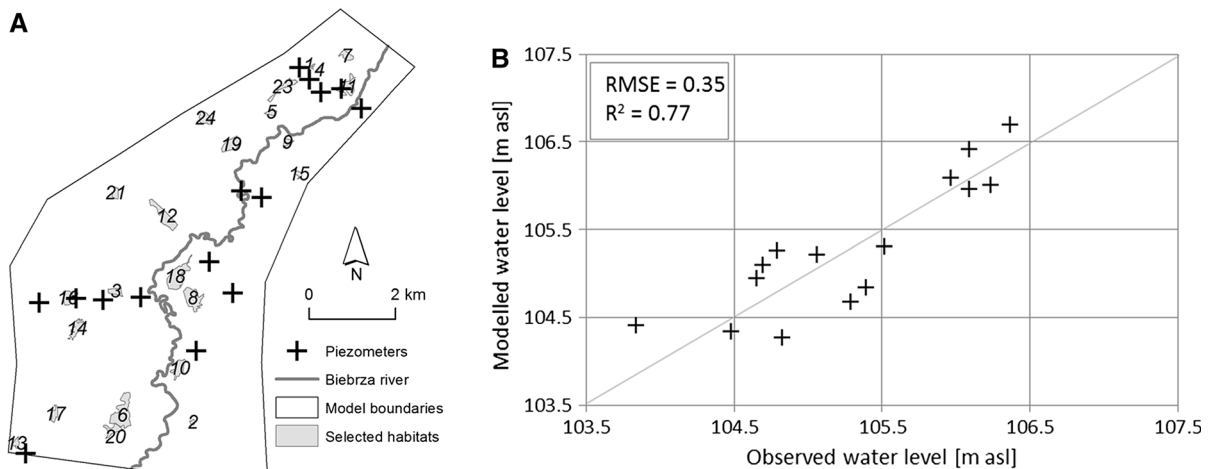 A
7
1
4
23
11
5
24
9
19
15
21
12
18
3
16
8
14
10
17
6
2
20
13
N
0 2 km
Piezometers
Biebrza river
Model boundaries
Selected habitats
B
107.5
106.5
105.5
104.5
103.5
Modelled water level [m asl]
RMSE = 0.35
R² = 0.77
103.5 104.5 105.5 106.5 107.5
Observed water level [m asl]